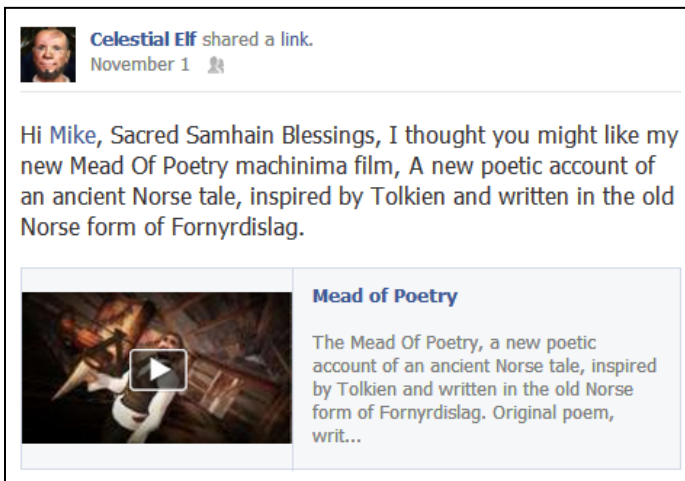 Celestial Elf shared a link.
November 1
Hi Mike, Sacred Samhain Blessings, I thought you might like my
new Mead Of Poetry machinima film, A new poetic account of
an ancient Norse tale, inspired by Tolkien and written in the old
Norse form of Fornyrdislag.
Mead of Poetry
The Mead Of Poetry, a new poetic
account of an ancient Norse tale, inspired
by Tolkien and written in the old Norse
form of Fornyrdislag. Original poem,
writ...